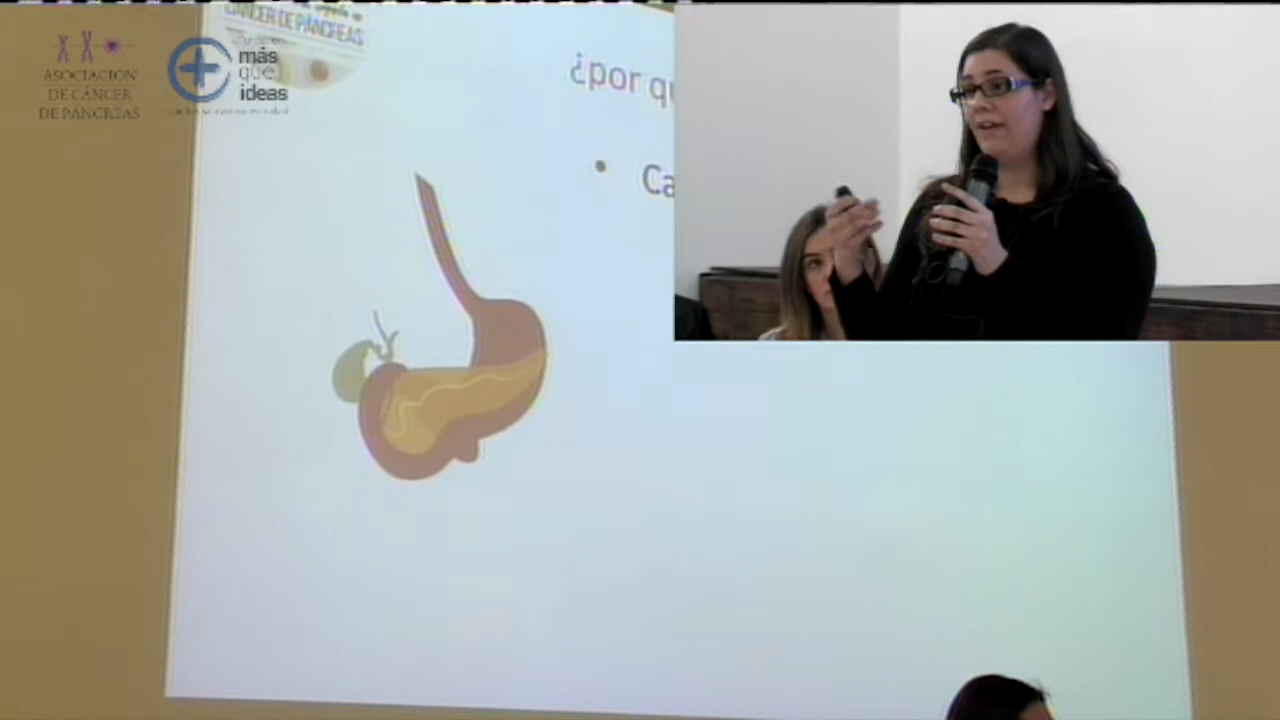 CÁNCER DE PÁNCREAS
ASOCIACIÓN
DE CÁNCER
DE PÁNCREAS
más
que
ideas
¿por qu
• Ca